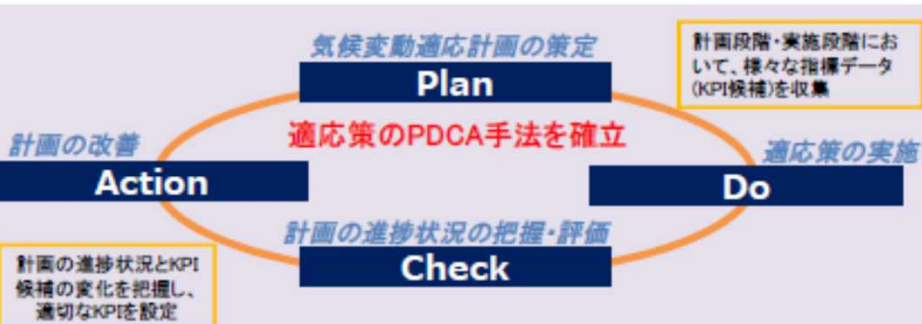 気候変動適応計画の策定
Plan
計画段階・実施段階にお
いて、様々な指標データ
(KPI候補)を収集
適応策のPDCA手法を確立
計画の改善
Action
適応策の実施
Do
計画の進捗状況の把握・評価
Check
計画の進捗状況とKPI
候補の変化を把握し、
適切なKPIを設定